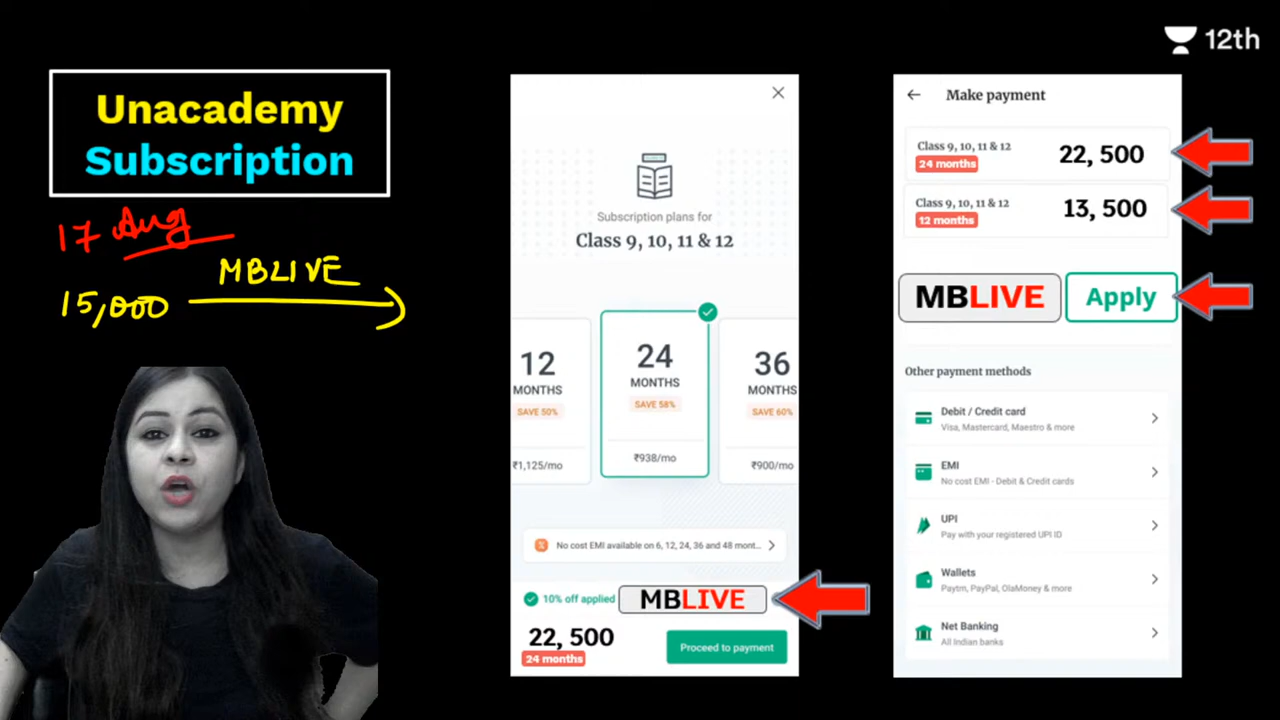 12th
Unacademy
Subscription
17 Aug
15,000
MBLIVE
Subscription plans for
Class 9, 10, 11 & 12
12
MONTHS
SAVE 50%
₹1,125/mo
24
MONTHS
SAVE 58%
₹938/mo
36
MONTHS
SAVE 60%
₹900/mo
No cost EMI available on 6, 12, 24, 36 and 48 mont...
10% off applied MBLIVE
22, 500
24 months
Proceed to payment
Make payment
Class 9, 10, 11 & 12
24 months
22, 500
Class 9, 10, 11 & 12
12 months
13, 500
MBLIVE Apply
Other payment methods
Debit / Credit card
Visa, Mastercard, Maestro & more
EMI
No cost EMI - Debit & Credit cards
UPI
Pay with your registered UPI ID
Wallets
Paytm, PayPal, OlaMoney & more
Net Banking
All Indian banks